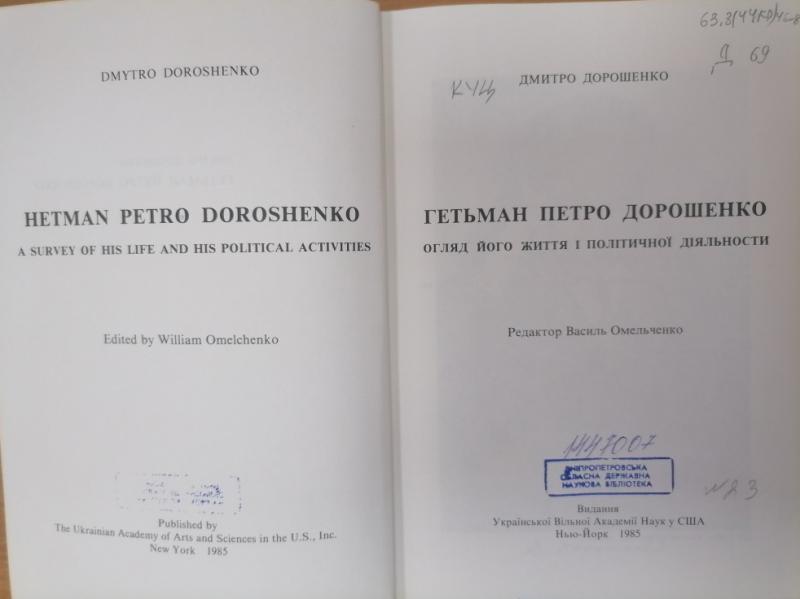 DMYTRO DOROSHENKO
HETMAN PETRO DOROSHENKO
A SURVEY OF HIS LIFE AND HIS POLITICAL ACTIVITIES
Edited by William Omelchenko
Published by
The Ukrainian Academy of Arts and Sciences in the U.S., Inc.
New York 1985
Д 69
КУЦ
ДМИТРО ДОРОШЕНКО
ГЕТЬМАН ПЕТРО ДОРОШЕНКО
ОГЛЯД ЙОГО ЖИТТЯ І ПОЛІТИЧНОЇ ДІЯЛЬНОСТИ
Редактор Василь Омельченко
1147007
ДНІПРОПЕТРОВСЬКА
ОБЛАСНА ДЕРЖАВНА
НАУКОВА БІБЛІОТЕКА
Видання
Української Вільної Академії Наук у США
Нью-Йорк 1985